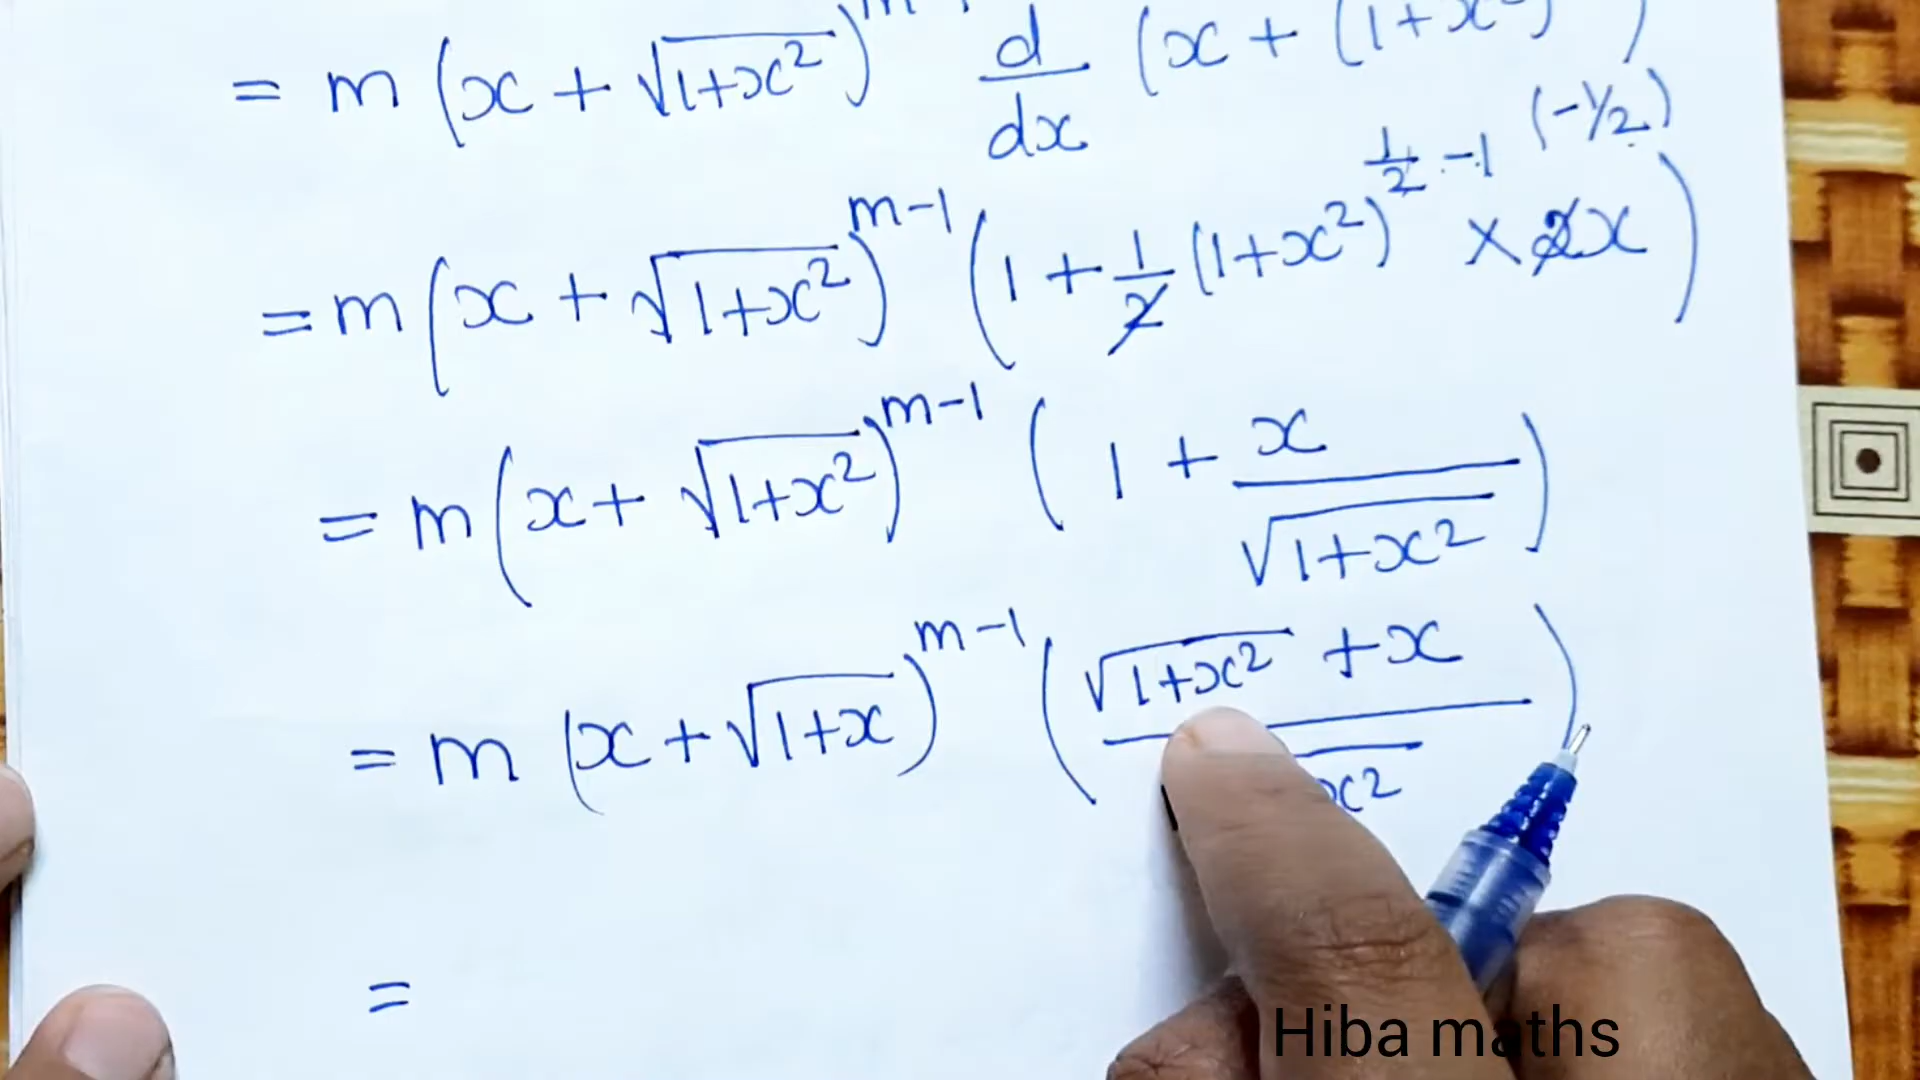 = m (x + √1+x²)ᵐ d/dx (x + (1+x²) )
= m (x + √1+x²)ᵐ⁻¹ (1 + 1/2 (1+x²)^(1/2 -1) (-1/2) × 2x)
= m (x + √1+x²)ᵐ⁻¹ (1 + x/√1+x²)
= m (x + √1+x)ᵐ⁻¹ (√1+x² + x / x²)
=
Hiba maths